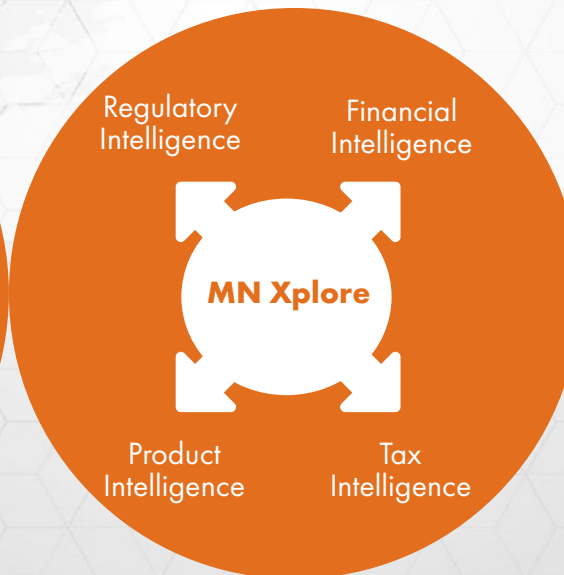 Regulatory
Intelligence
Financial
Intelligence
MN Xplore
Product
Intelligence
Tax
Intelligence